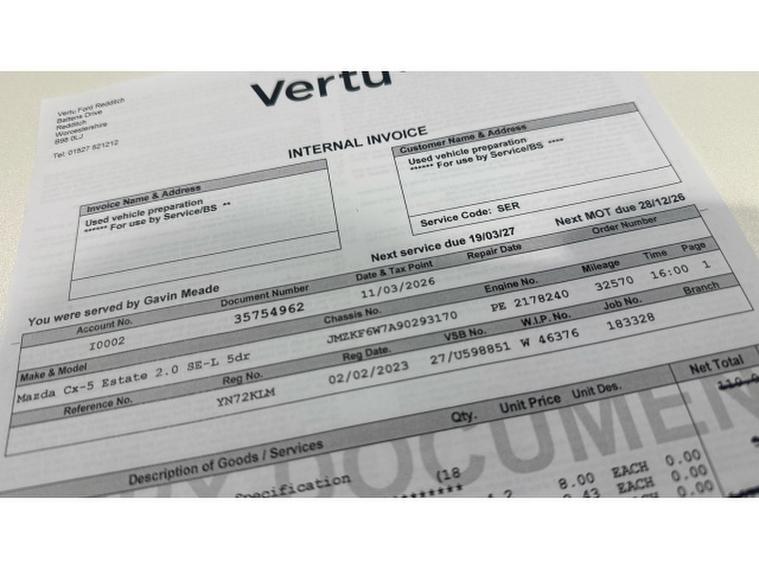 Vertu
Vertu Ford Redditch
Battens Drive
Redditch
Worcestershire
B98 0LJ
Tel: 01527 821212
INTERNAL INVOICE
Invoice Name & Address
Used vehicle preparation
****** For use by Service/BS **
Customer Name & Address
Used vehicle preparation
****** For use by Service/BS ****
Service Code: SER
Next service due 19/03/27
Next MOT due 28/12/26
You were served by Gavin Meade
Account No. Document Number Date & Tax Point Repair Date Order Number
I0002 35754962 11/03/2026
Make & Model Chassis No. Engine No. Mileage Time Page
Mazda Cx-5 Estate 2.0 SE-L 5dr JMZKF6W7A90293170 PE 2178240 32570 16:00 1
Reference No. Reg No. Reg Date. VSB No. W.I.P. No. Job No. Branch
YN72KLM 02/02/2023 27/U598851 W 46376 183328
Description of Goods / Services Qty. Unit Price Unit Des. Net Total
Specification (18 8.00 EACH 0.00
EACH 0.00
0.00
DOCUMEN